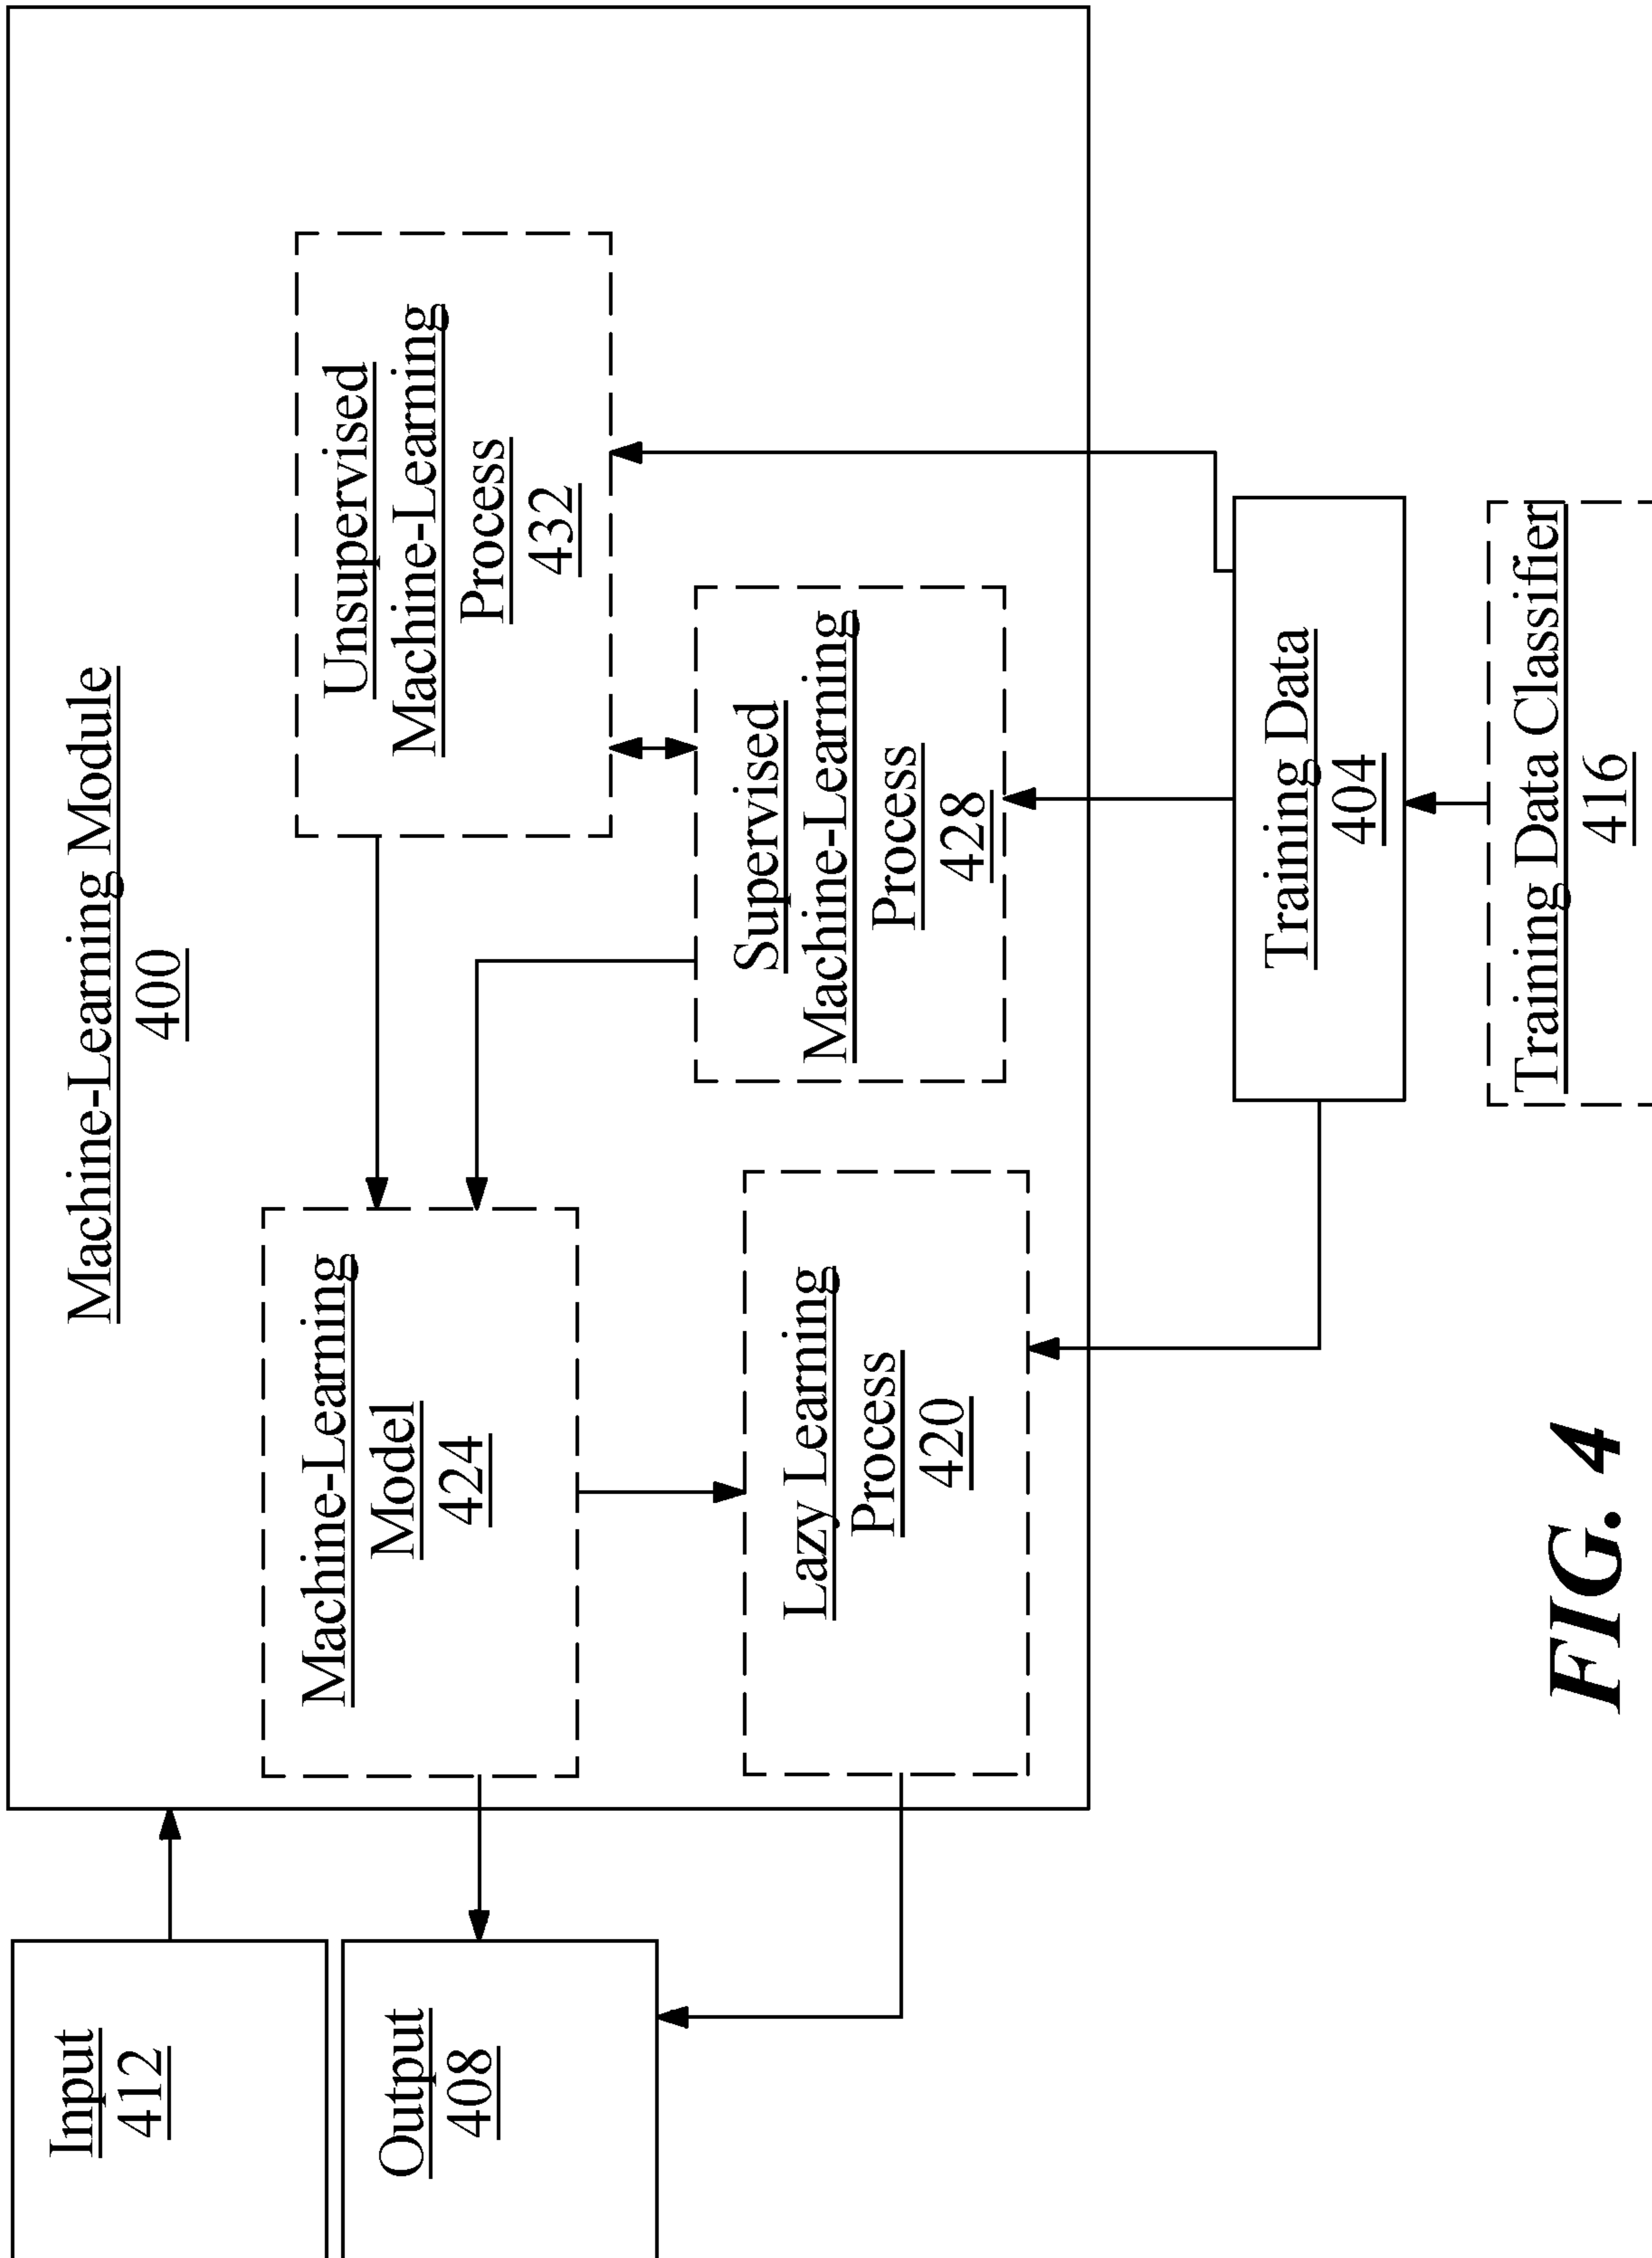 Machine-Learning Module
400
Input
412
Output
408
Machine-Learning
Model
424
Unsupervised
Machine-Learning
Process
432
Supervised
Machine-Learning
Process
428
Lazy Learning
Process
420
Training Data
404
Training Data Classifier
416
FIG. 4